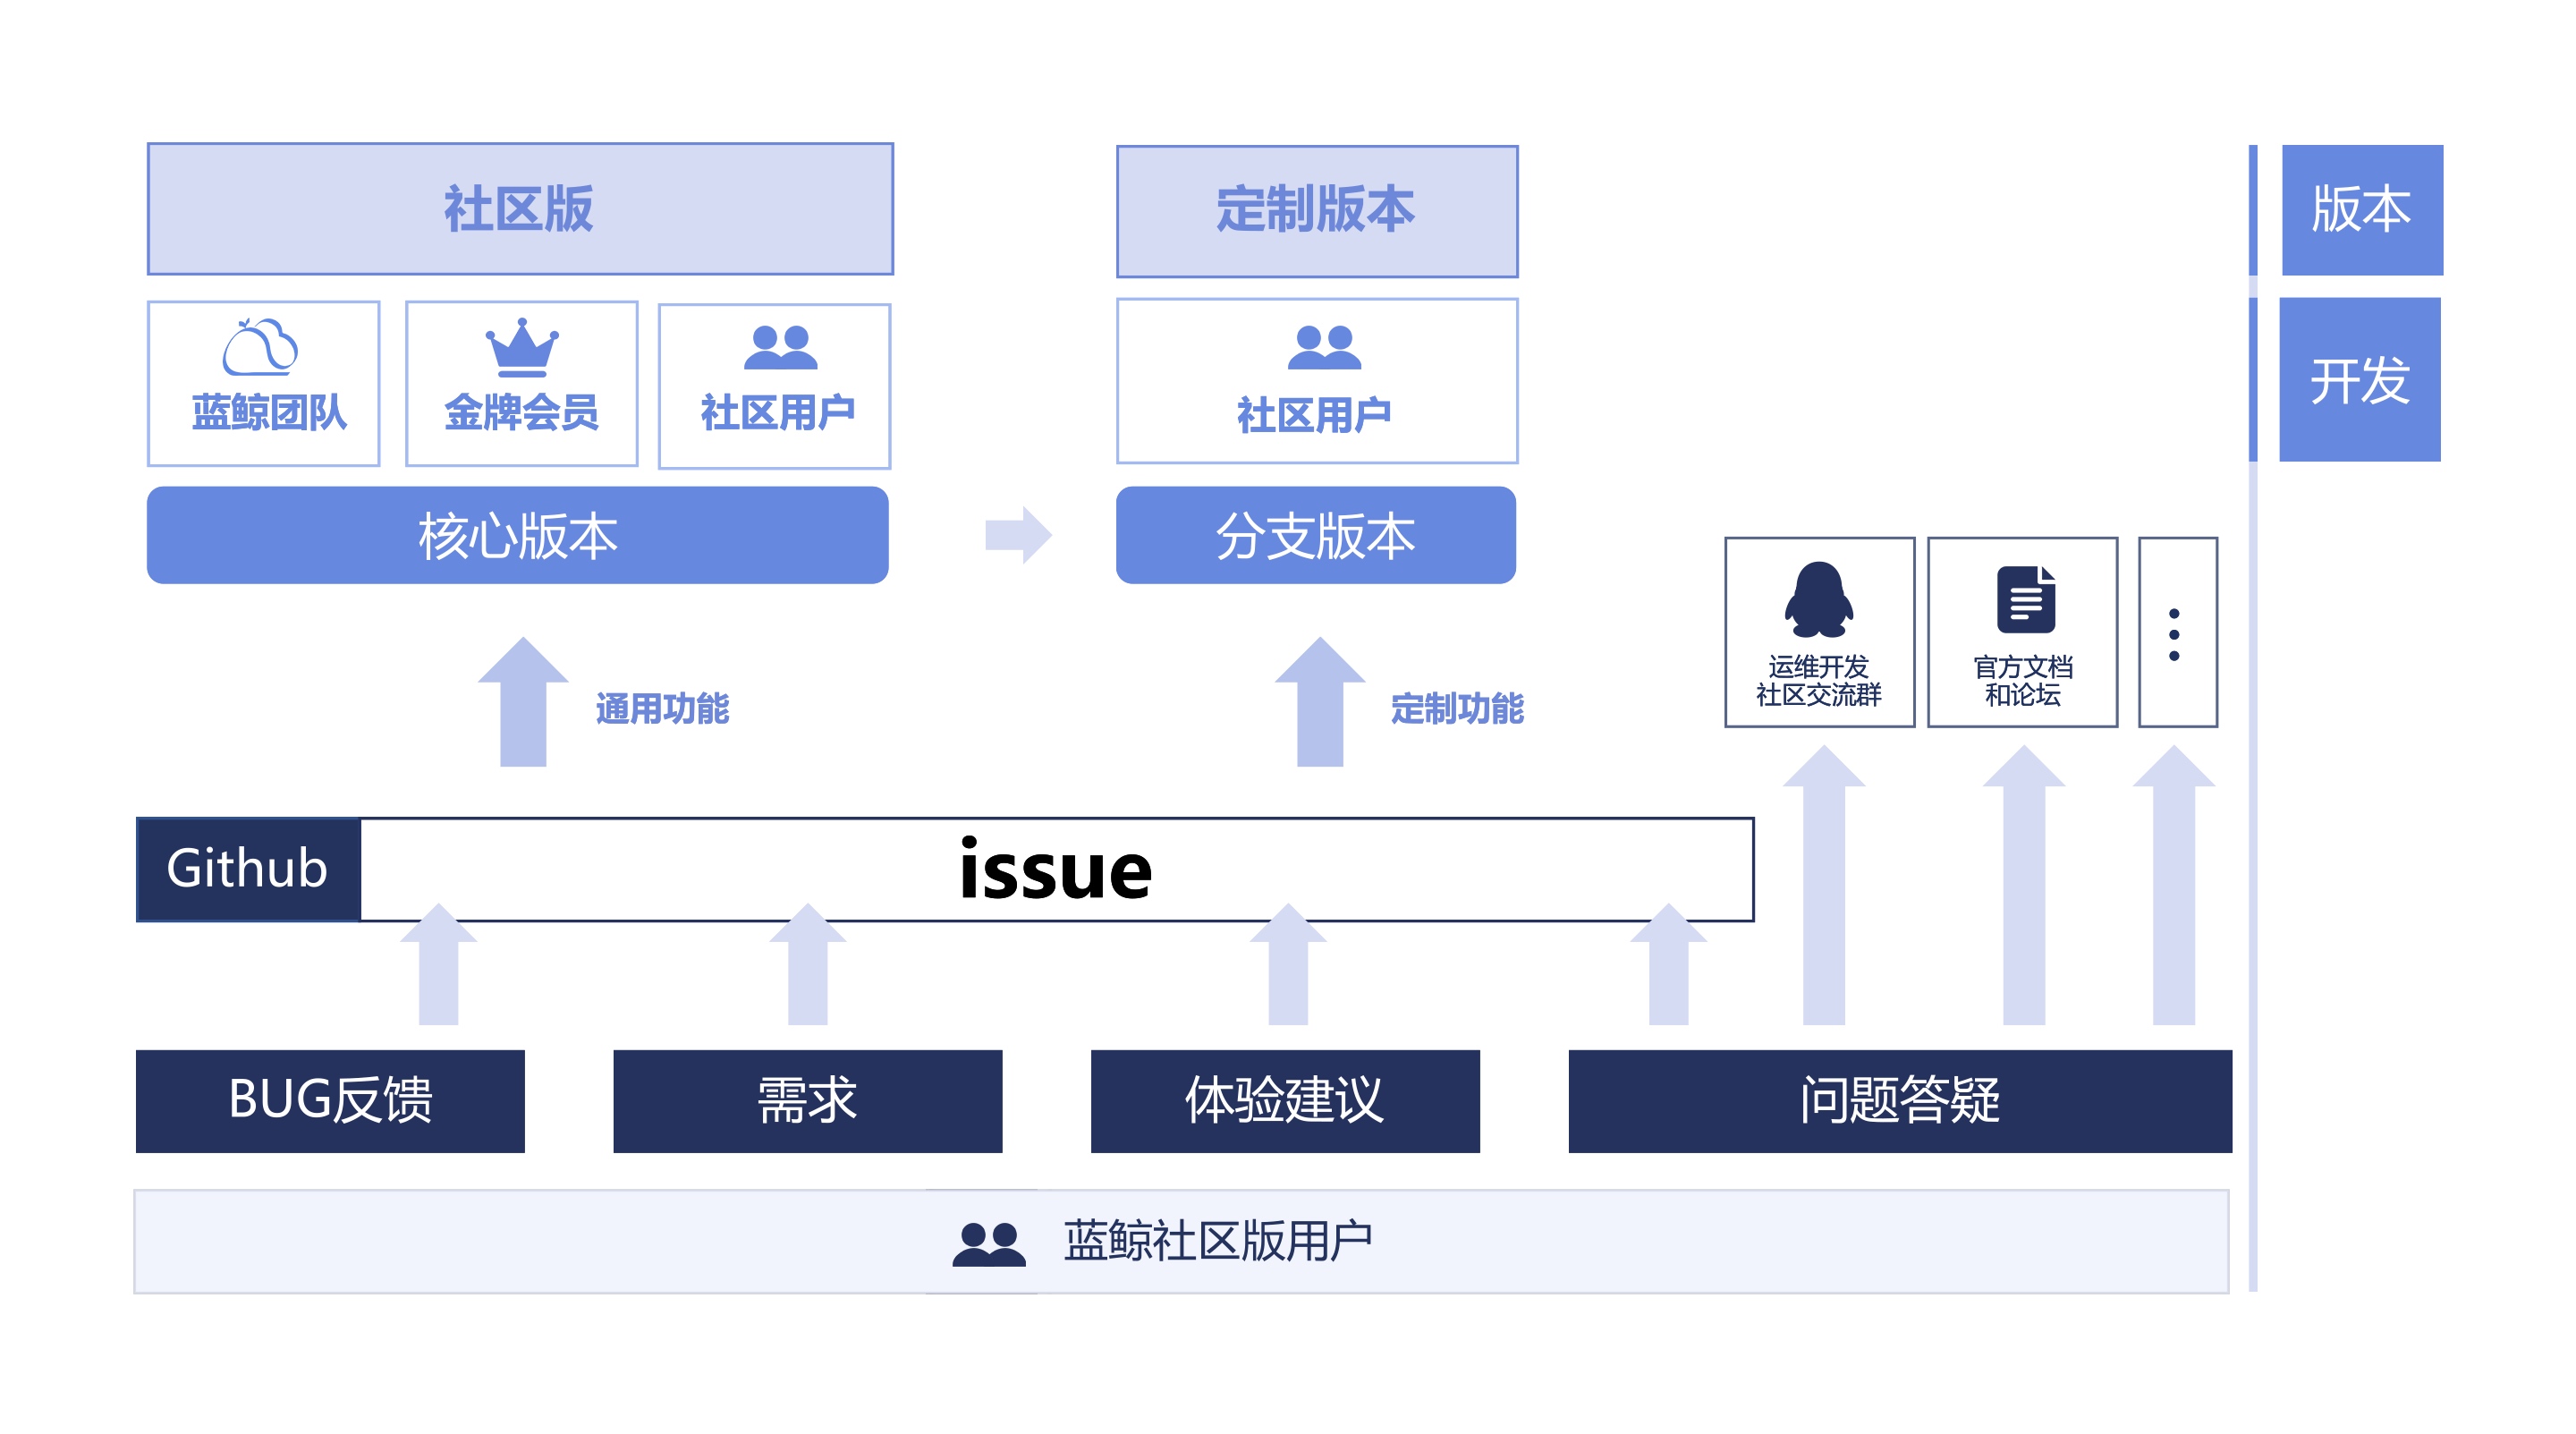 社区版
定制版本
版本
蓝鲸团队
金牌会员
社区用户
社区用户
开发
核心版本
分支版本
运维开发
社区交流群
官方文档
和论坛
通用功能
定制功能
Github
issue
BUG反馈
需求
体验建议
问题答疑
蓝鲸社区版用户